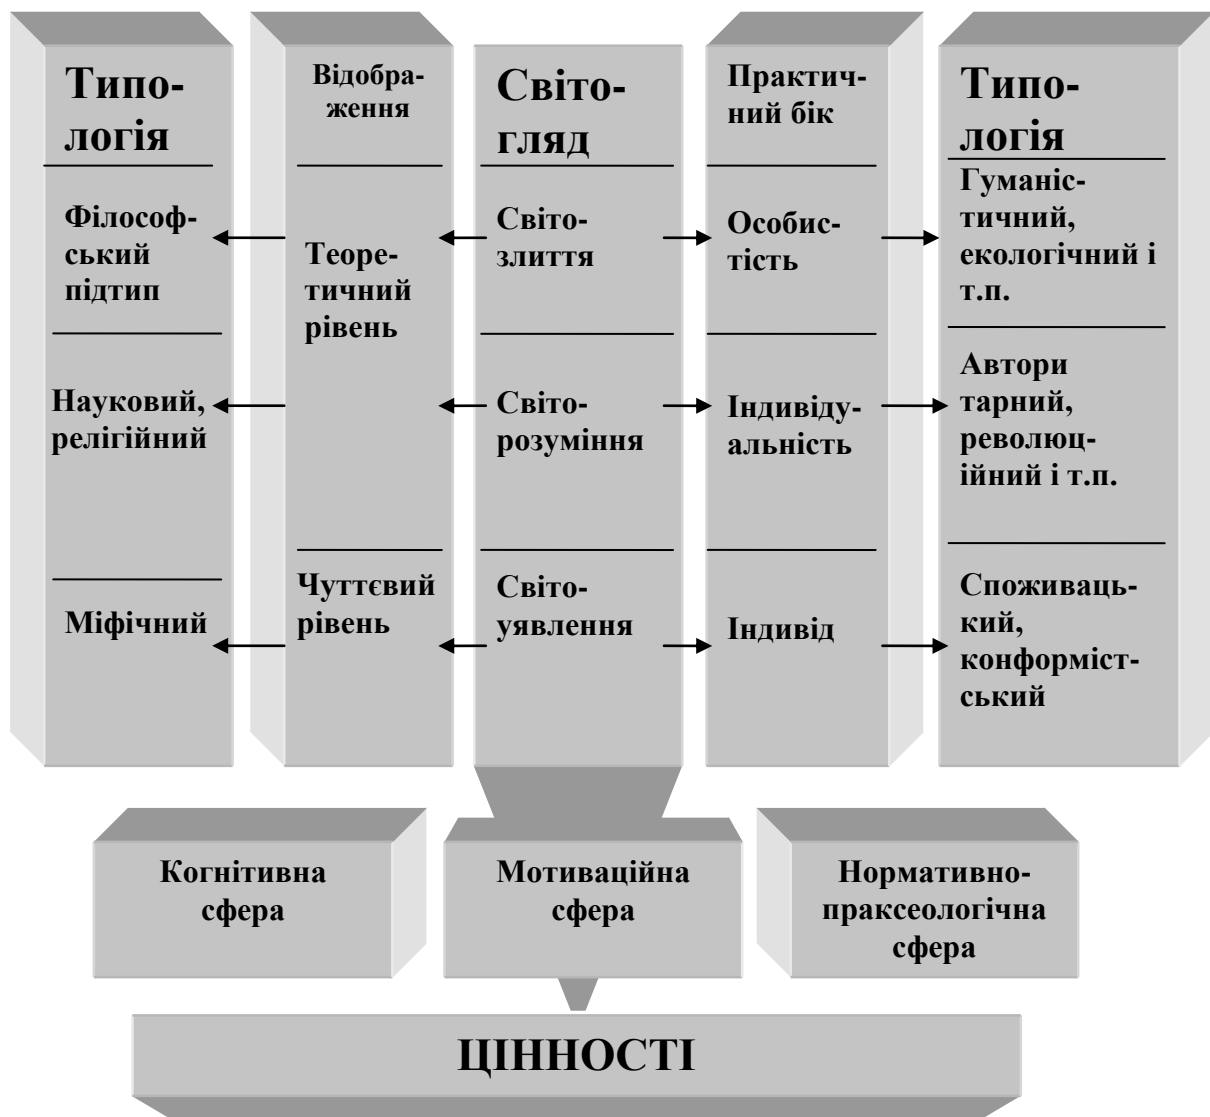 Типо-
логія
Філософ-
ський
підтип
Науковий,
релігійний
Міфічний
Відобра-
ження
Теоре-
тичний
рівень
Чуттєвий
рівень
Світо-
гляд
Світо-
злиття
Світо-
розуміння
Світо-
уявлення
Практич-
ний бік
Особис-
тість
Індивіду-
альність
Індивід
Типо-
логія
Гуманіс-
тичний,
екологічний і
т.п.
Автори
тарний,
революц-
ійний і т.п.
Споживаць-
кий,
конформіст-
ський
Когнітивна
сфера
Мотиваційна
сфера
Нормативно-
праксеологічна
сфера
ЦІННОСТІ